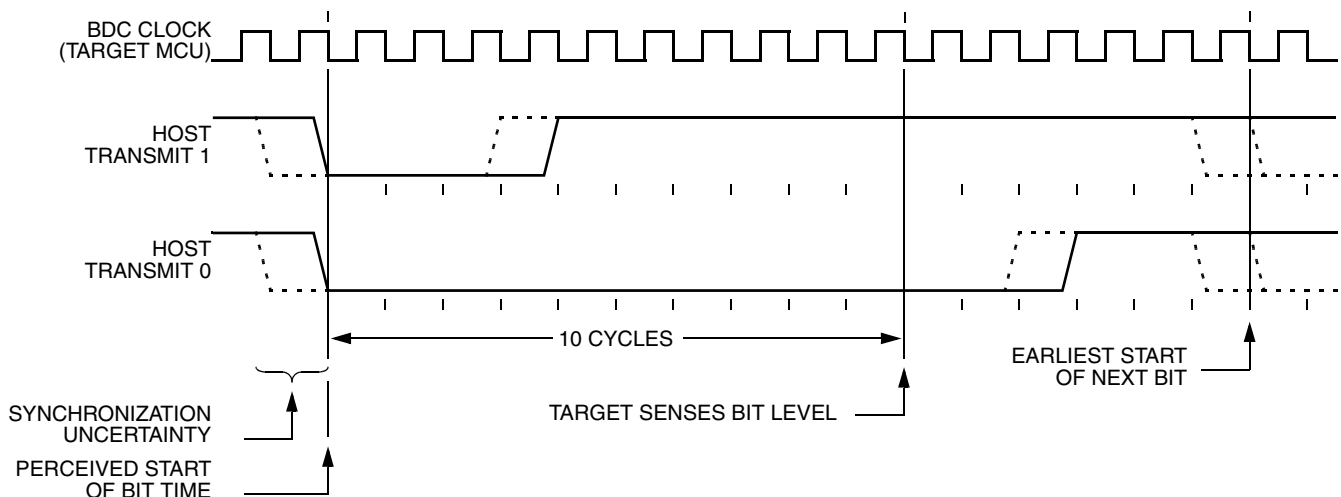 BDC CLOCK
(TARGET MCU)
HOST
TRANSMIT 1
HOST
TRANSMIT 0
10 CYCLES
EARLIEST START
OF NEXT BIT
TARGET SENSES BIT LEVEL
SYNCHRONIZATION
UNCERTAINTY
PERCEIVED START
OF BIT TIME